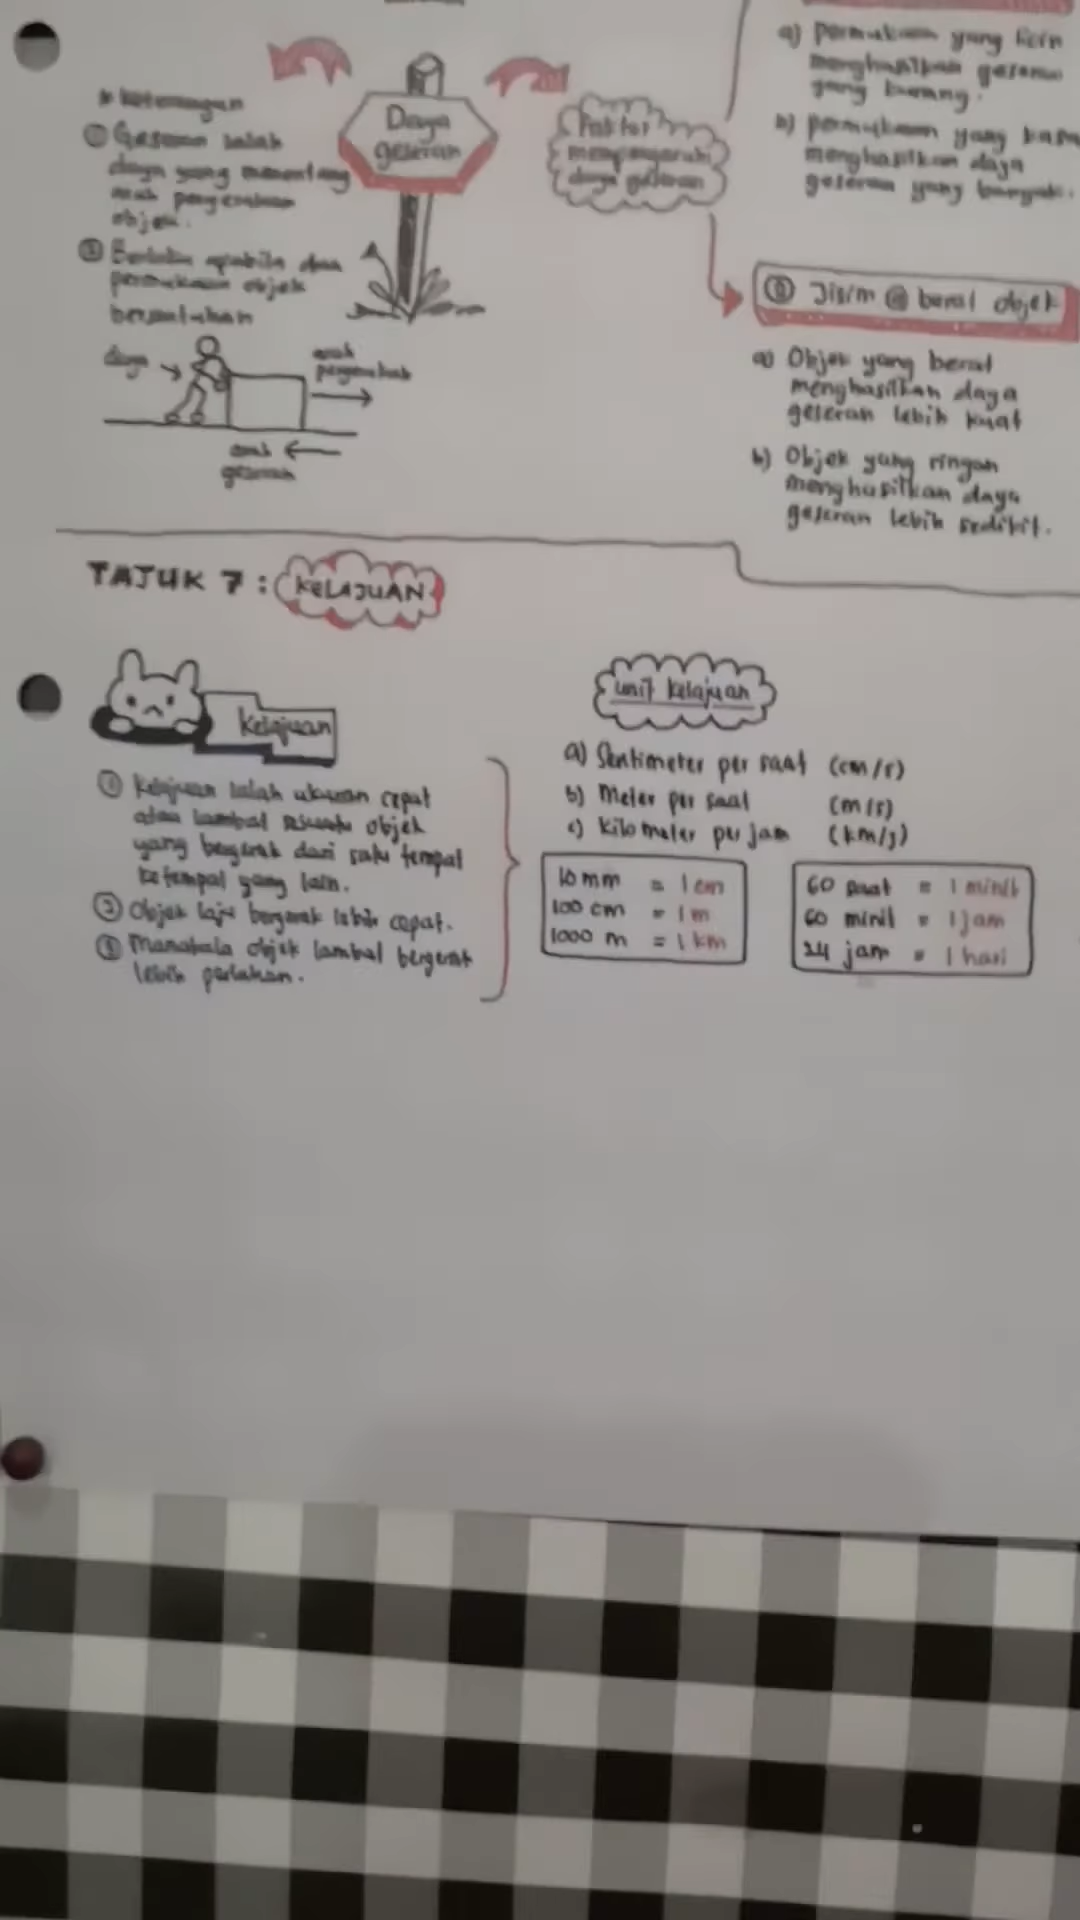 Daya
geseran
* keterangan
① Geseran ialah
daya yang menentang
arah pergerakan
objek.
② Berlaku apabila dua
permukaan objek
bersentuhan
daya
arah
pergerakan
arah
geseran
Faktor
mempengaruhi
daya geseran
a) permukaan yang licin
menghasilkan geseran
yang kurang.
b) permukaan yang kasa
menghasilkan daya
geseran yang banyak.
② Jisim @ berat objek
a) Objek yang berat
menghasilkan daya
geseran lebih kuat
b) Objek yang ringan
menghasilkan daya
geseran lebih sedikit.
TAJUK 7 : KELAJUAN
Kelajuan
① Kelajuan ialah ukuran cepat
atau lambat sesuatu objek
yang bergerak dari satu tempat
ke tempat yang lain.
② Objek laju bergerak lebih cepat.
③ Manakala objek lambat bergerak
lebih perlahan.
unit kelajuan
a) Sentimeter per saat (cm/s)
b) Meter per saat (m/s)
c) kilometer per jam (km/j)
10 mm = 1 cm
100 cm = 1 m
1000 m = 1 km
60 saat = 1 minit
60 minit = 1 jam
24 jam = 1 hari